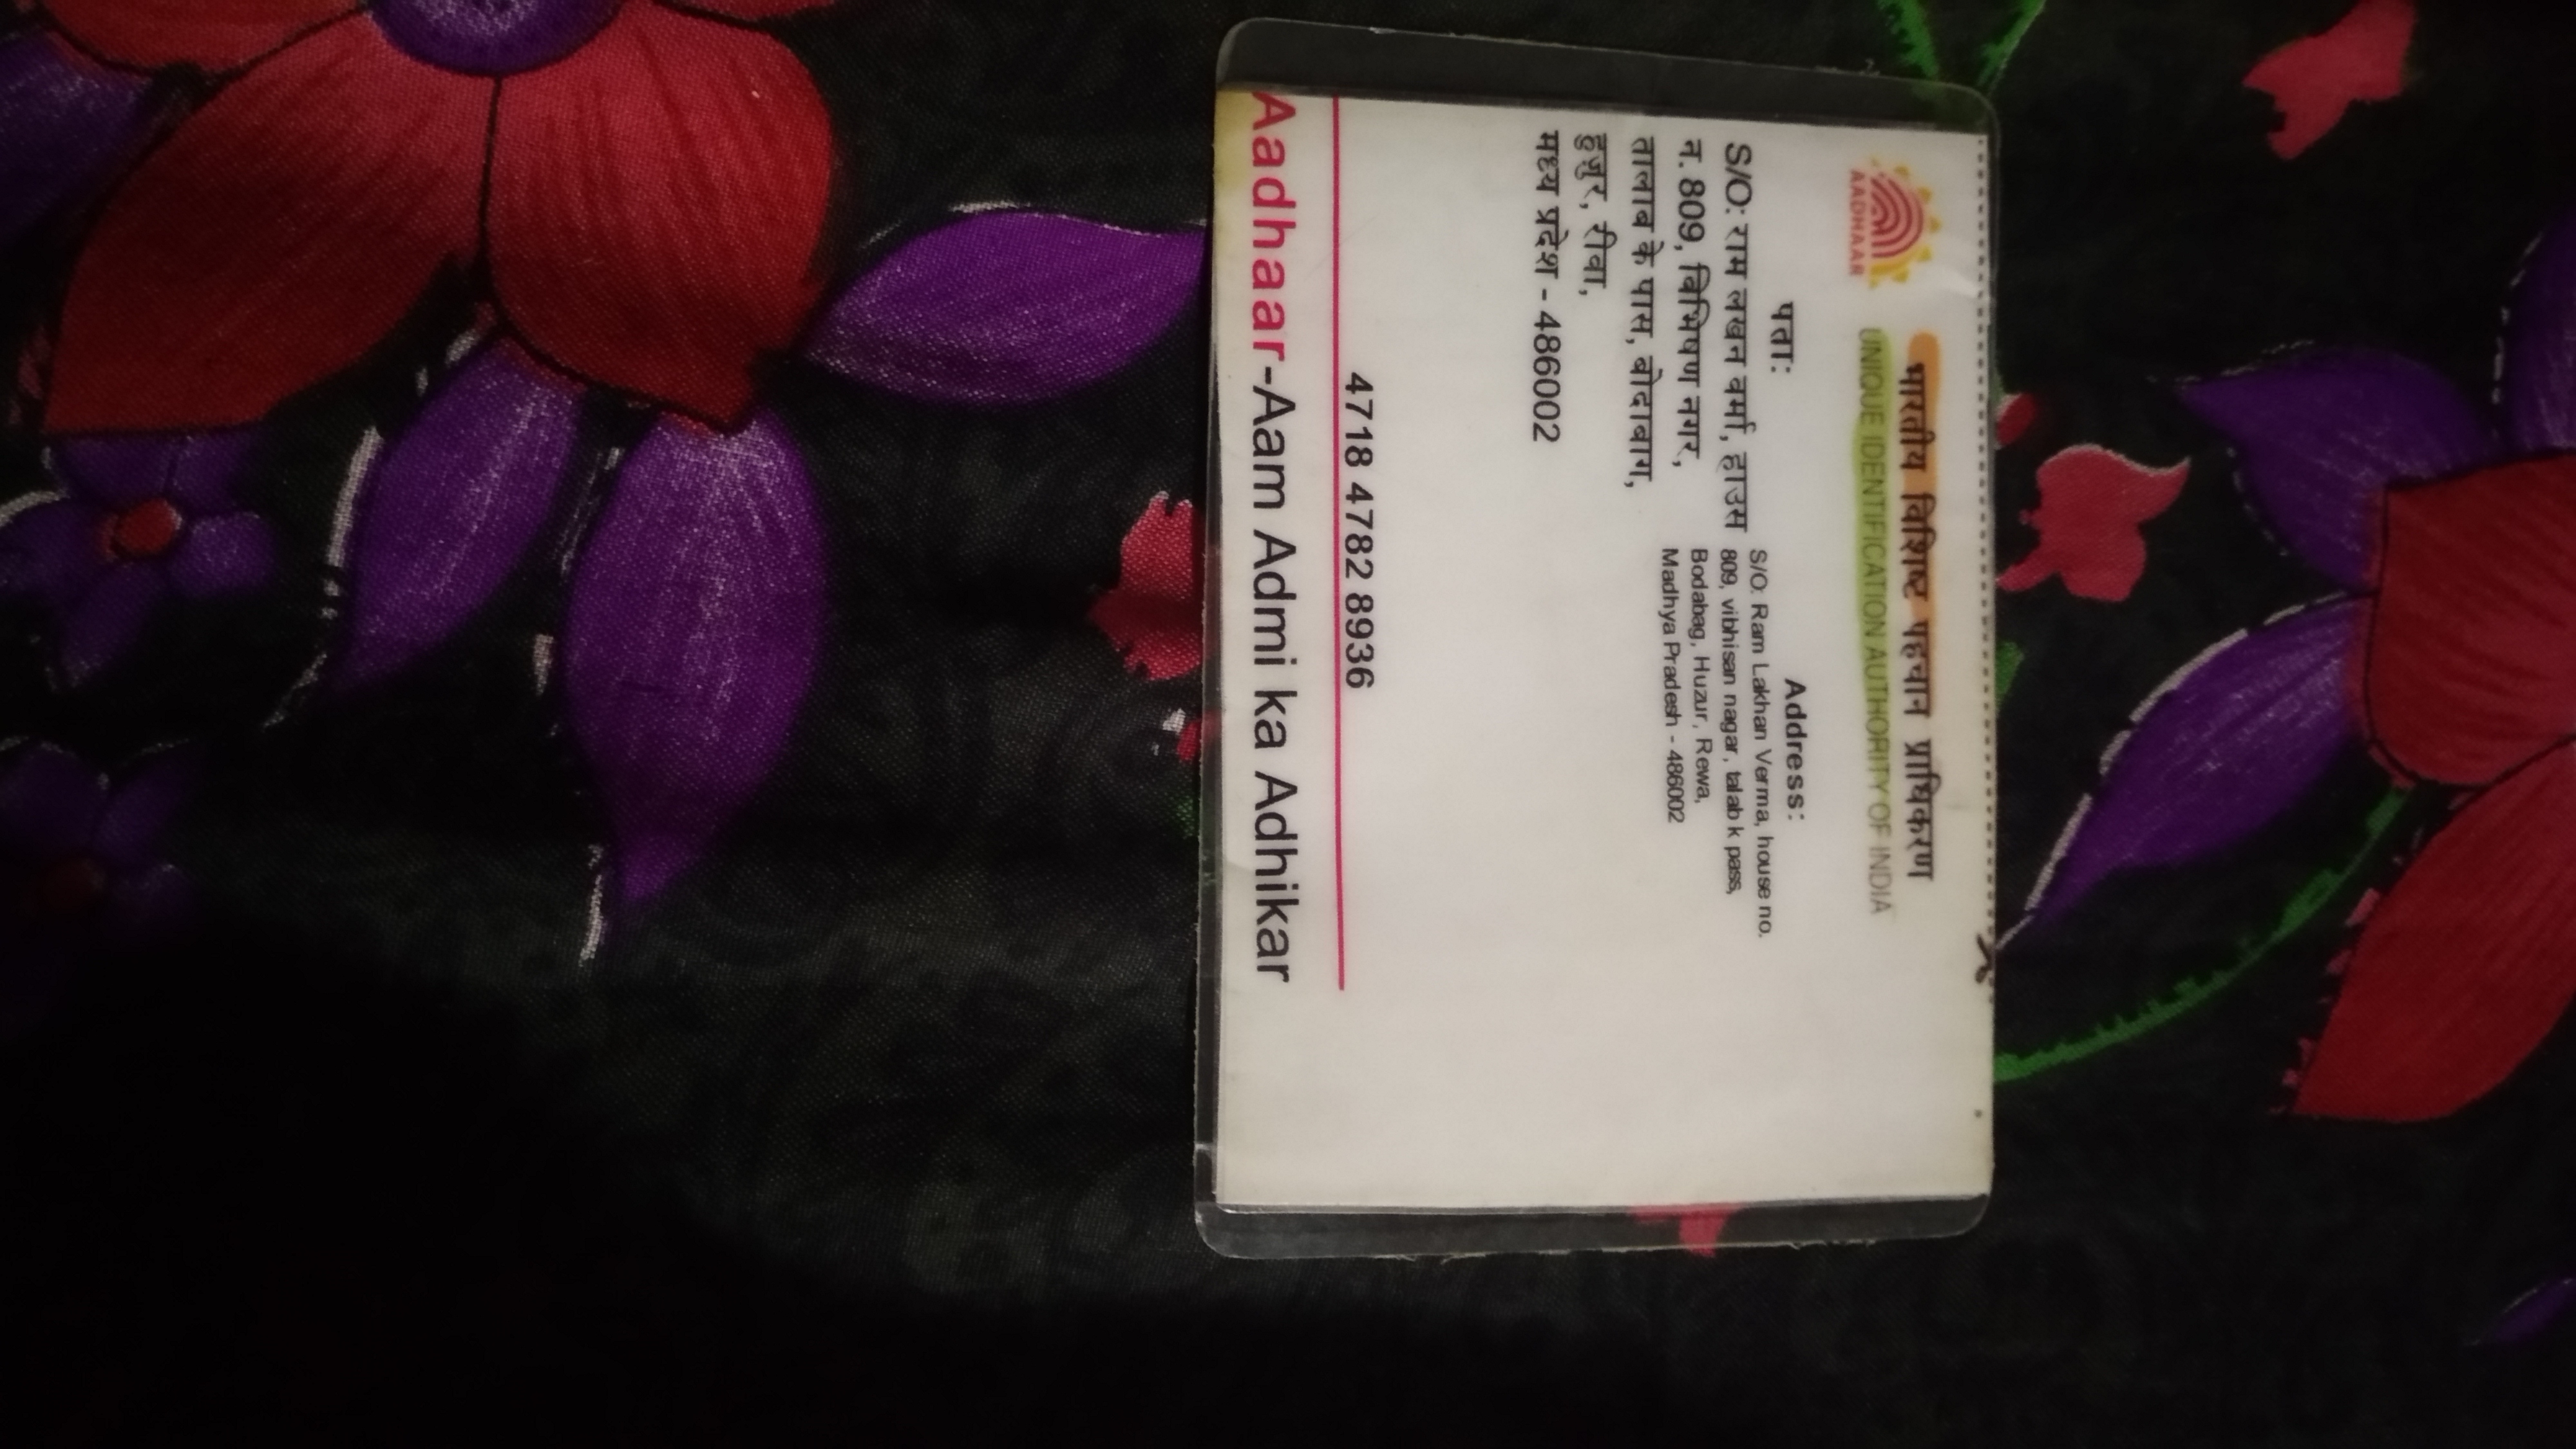 भारतीय विशिष्ट पहचान प्राधिकरण
UNIQUE IDENTIFICATION AUTHORITY OF INDIA
AADHAAR
पता:
S/O: राम लखन वर्मा, हाउस
न. 809, विभिषण नगर,
तालाब के पास, बोदाबाग,
हुजुर, रीवा,
मध्य प्रदेश - 486002
Address:
S/O: Ram Lakhan Verma, house no.
809, vibhisan nagar, talab k pass,
Bodabag, Huzur, Rewa,
Madhya Pradesh - 486002
4718 4782 8936
Aadhaar-Aam Admi ka Adhikar